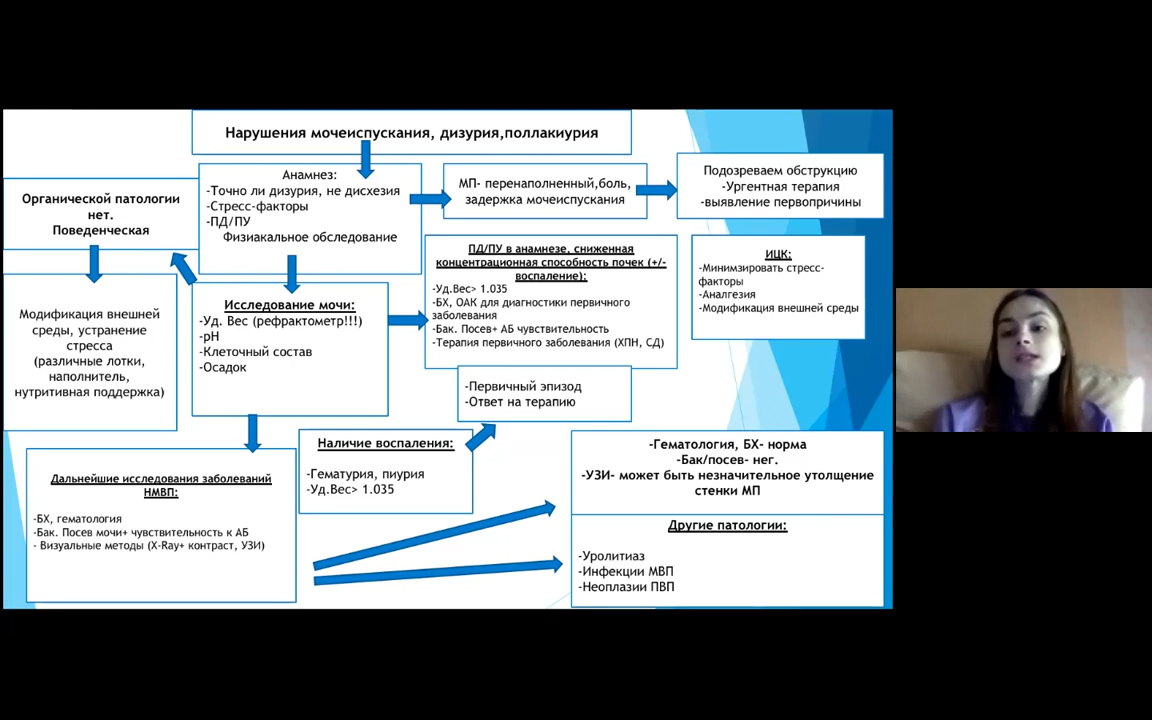 Нарушения мочеиспускания, дизурия,поллакиурия
Анамнез:
-Точно ли дизурия, не дисхезия
-Стресс-факторы
-ПД/ПУ
Физиакальное обследование
МП- перенаполненный,боль,
задержка мочеиспускания
Подозреваем обструкцию
-Ургентная терапия
-выявление первопричины
Органической патологии
нет.
Поведенческая
Модификация внешней
среды, устранение
стресса
(различные лотки,
наполнитель,
нутритивная поддержка)
Исследование мочи:
-Уд. Вес (рефрактометр!!!)
-pH
-Клеточный состав
-Осадок
ПД/ПУ в анамнезе, сниженная
концентрационная способность почек (+/-
воспаление):
-Уд.Вес> 1.035
-БХ, ОАК для диагностики первичного
заболевания
-Бак. Посев+ АБ чувствительность
-Терапия первичного заболевания (ХПН, СД)
ИЦК:
-Минимзировать стресс-
факторы
-Аналгезия
-Модификация внешней среды
-Первичный эпизод
-Ответ на терапию
Наличие воспаления:
-Гематурия, пиурия
-Уд.Вес> 1.035
Дальнейшие исследования заболеваний
НМВП:
-БХ, гематология
-Бак. Посев мочи+ чувствительность к АБ
- Визуальные методы (X-Ray+ контраст, УЗИ)
-Гематология, БХ- норма
-Бак/посев- нег.
-УЗИ- может быть незначительное утолщение
стенки МП
Другие патологии:
-Уролитиаз
-Инфекции МВП
-Неоплазии ПВП